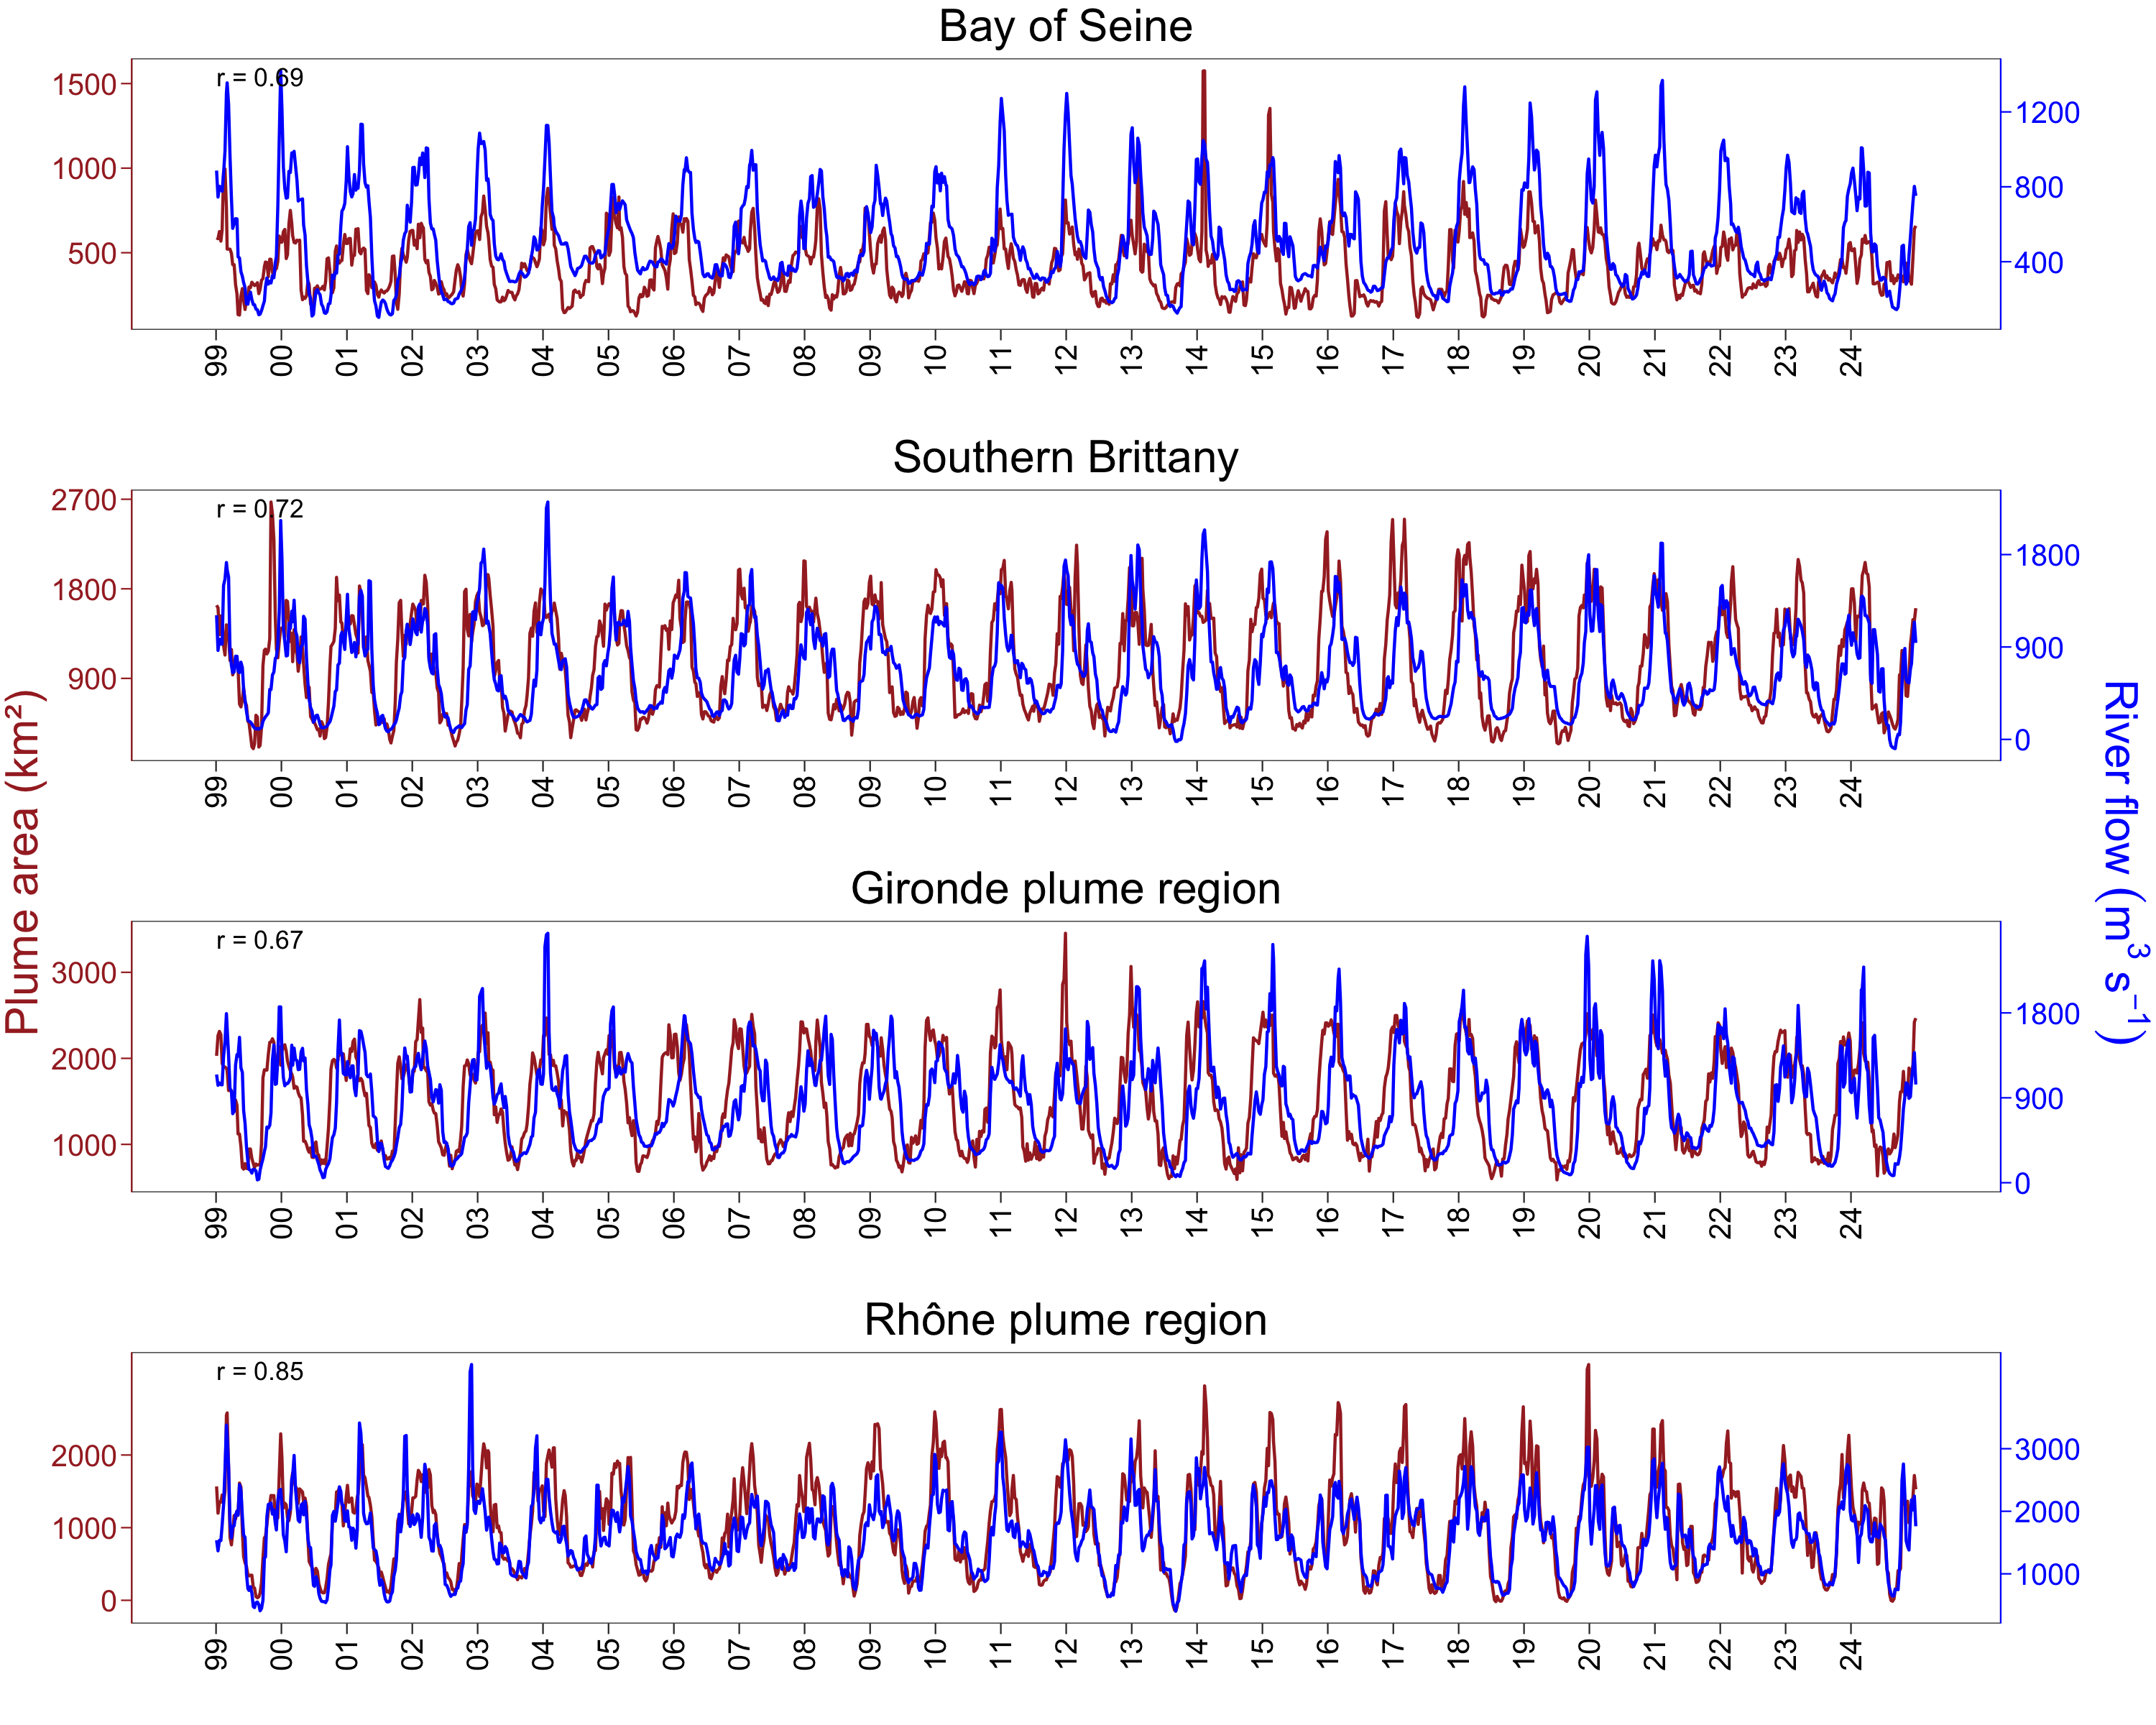 Bay of Seine
r = 0.69
1500
1000
500
1200
800
400
99 00 01 02 03 04 05 06 07 08 09 10 11 12 13 14 15 16 17 18 19 20 21 22 23 24
Southern Brittany
r = 0.72
2700
1800
900
1800
900
0
99 00 01 02 03 04 05 06 07 08 09 10 11 12 13 14 15 16 17 18 19 20 21 22 23 24
Plume area (km²)
River flow (m³ s⁻¹)
Gironde plume region
r = 0.67
3000
2000
1000
1800
900
0
99 00 01 02 03 04 05 06 07 08 09 10 11 12 13 14 15 16 17 18 19 20 21 22 23 24
Rhône plume region
r = 0.85
2000
1000
0
3000
2000
1000
99 00 01 02 03 04 05 06 07 08 09 10 11 12 13 14 15 16 17 18 19 20 21 22 23 24